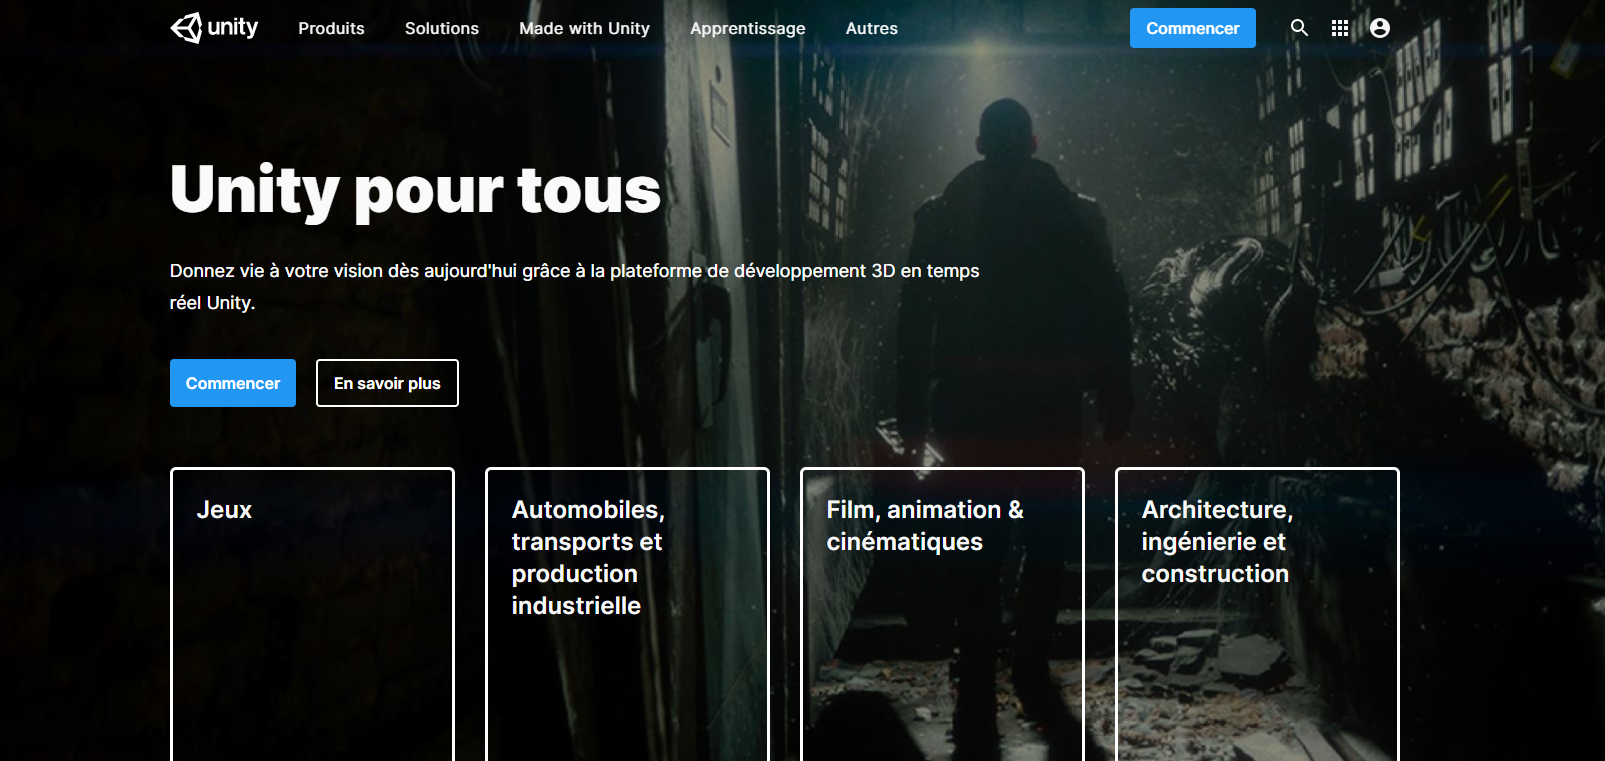 unity
Produits
Solutions
Made with Unity
Apprentissage
Autres
Commencer
Unity pour tous
Donnez vie à votre vision dès aujourd'hui grâce à la plateforme de développement 3D en temps
réel Unity.
Commencer
En savoir plus
Jeux
Automobiles,
transports et
production
industrielle
Film, animation &
cinématiques
Architecture,
ingénierie et
construction